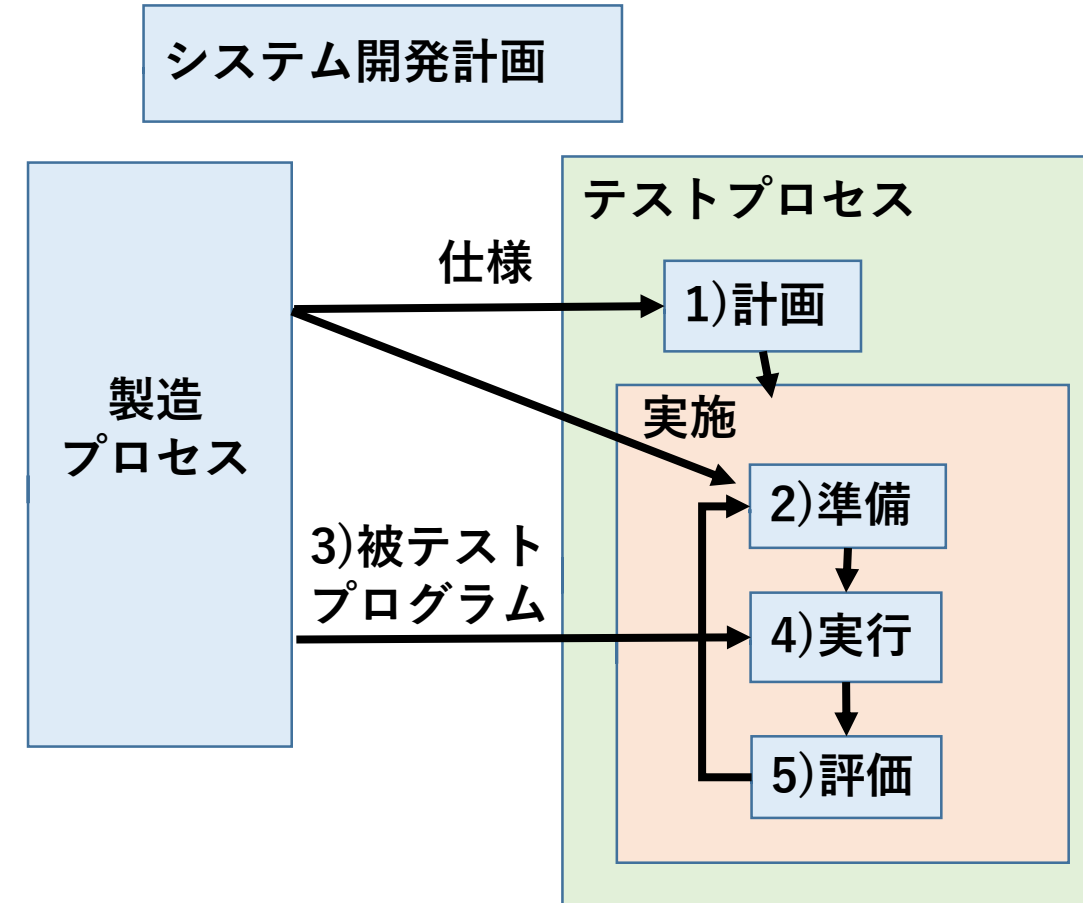 システム開発計画
テストプロセス
仕様
1)計画
製造
プロセス
実施
2)準備
3)被テスト
プログラム
4)実行
5)評価